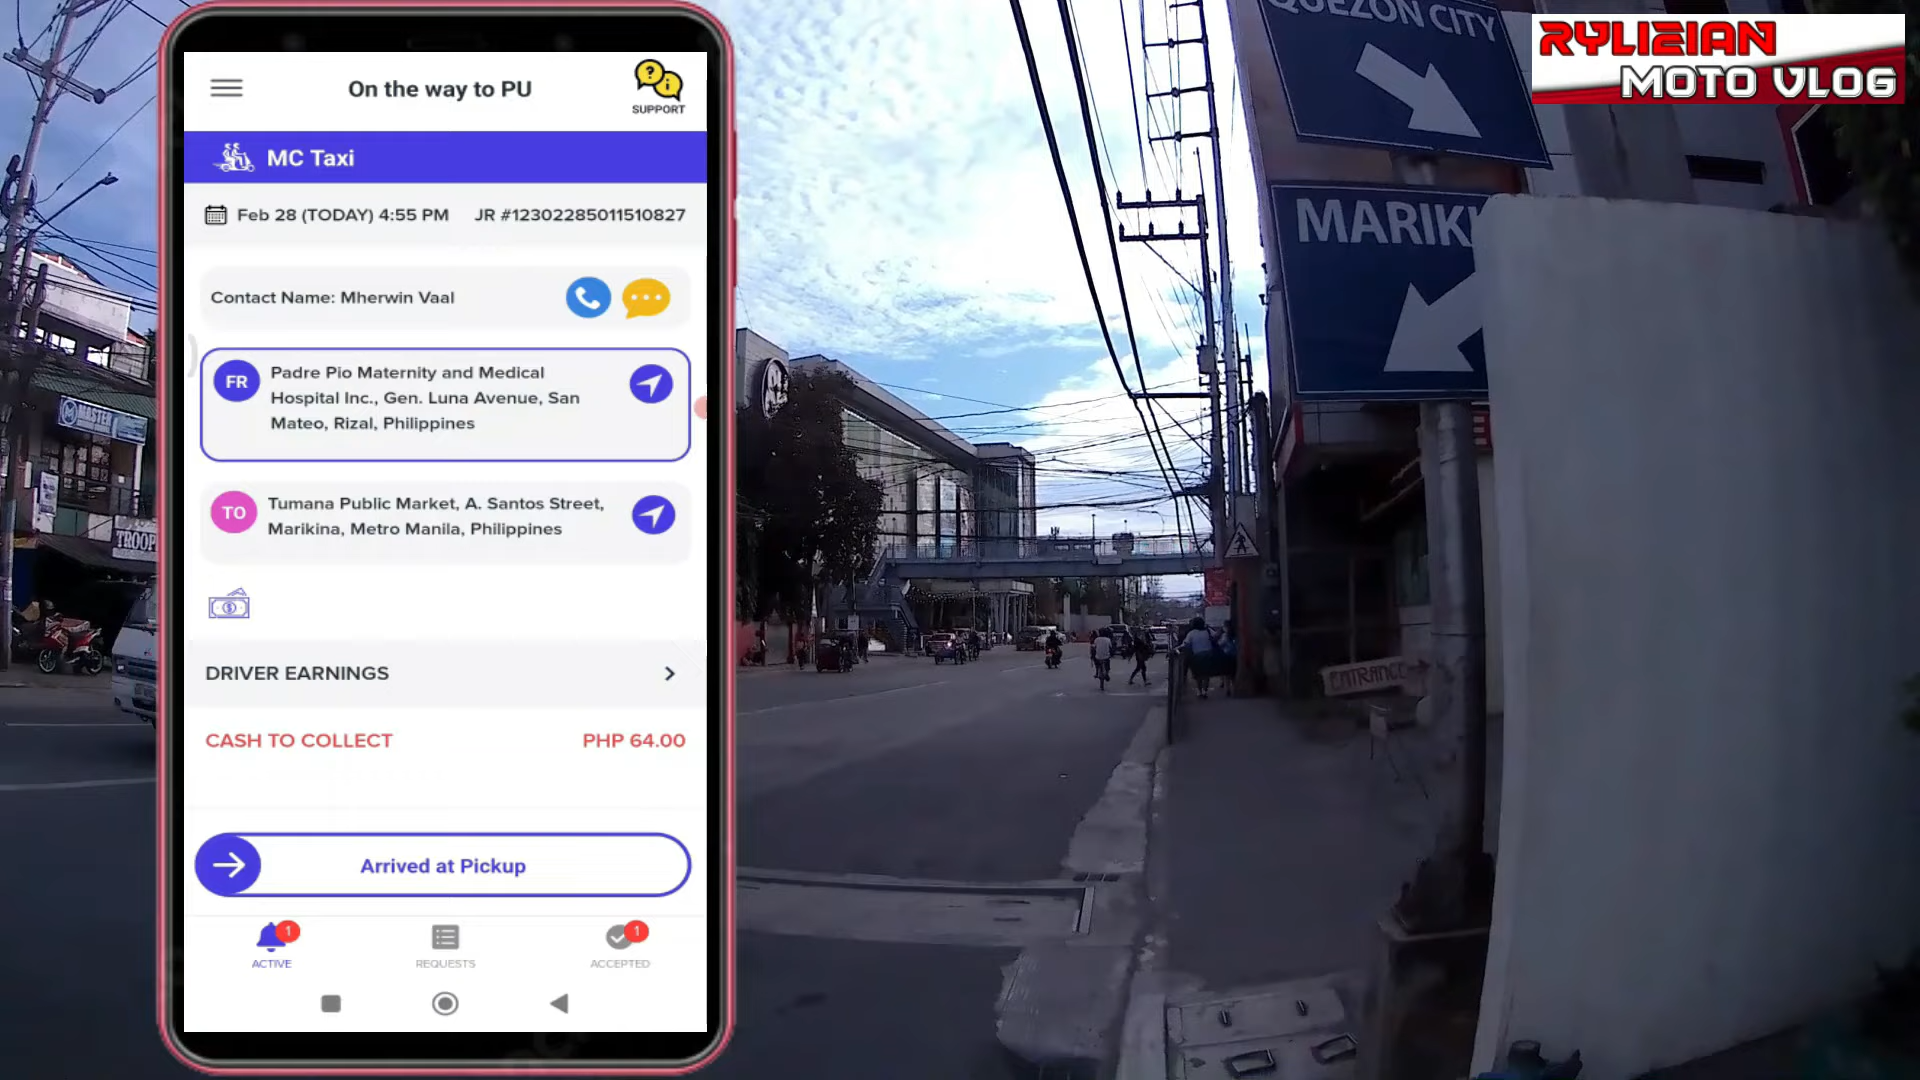 On the way to PU
SUPPORT
MC Taxi
Feb 28 (TODAY) 4:55 PM JR #12302285011510827
Contact Name: Mherwin Vaal
FR
Padre Pio Maternity and Medical
Hospital Inc., Gen. Luna Avenue, San
Mateo, Rizal, Philippines
TO
Tumana Public Market, A. Santos Street,
Marikina, Metro Manila, Philippines
DRIVER EARNINGS
CASH TO COLLECT PHP 64.00
Arrived at Pickup
1
1
ACTIVE REQUESTS ACCEPTED
QUEZON CITY
MARIK
ENTRANCE
MASTER
TROOP
RYLIEIAN
MOTO VLOG